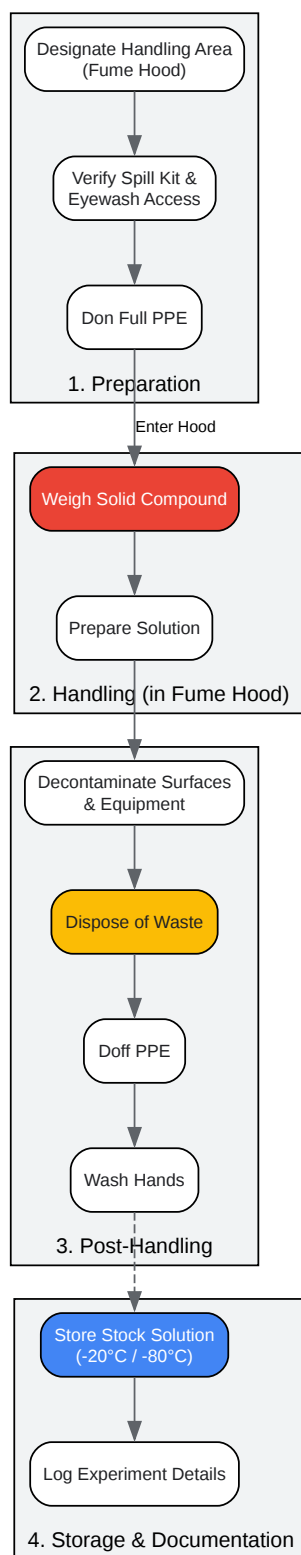 Designate Handling Area
(Fume Hood)
Verify Spill Kit &
Eyewash Access
Don Full PPE
1. Preparation
Enter Hood
Weigh Solid Compound
Prepare Solution
2. Handling (in Fume Hood)
Decontaminate Surfaces
& Equipment
Dispose of Waste
Doff PPE
Wash Hands
3. Post-Handling
Store Stock Solution
(-20°C / -80°C)
Log Experiment Details
4. Storage & Documentation